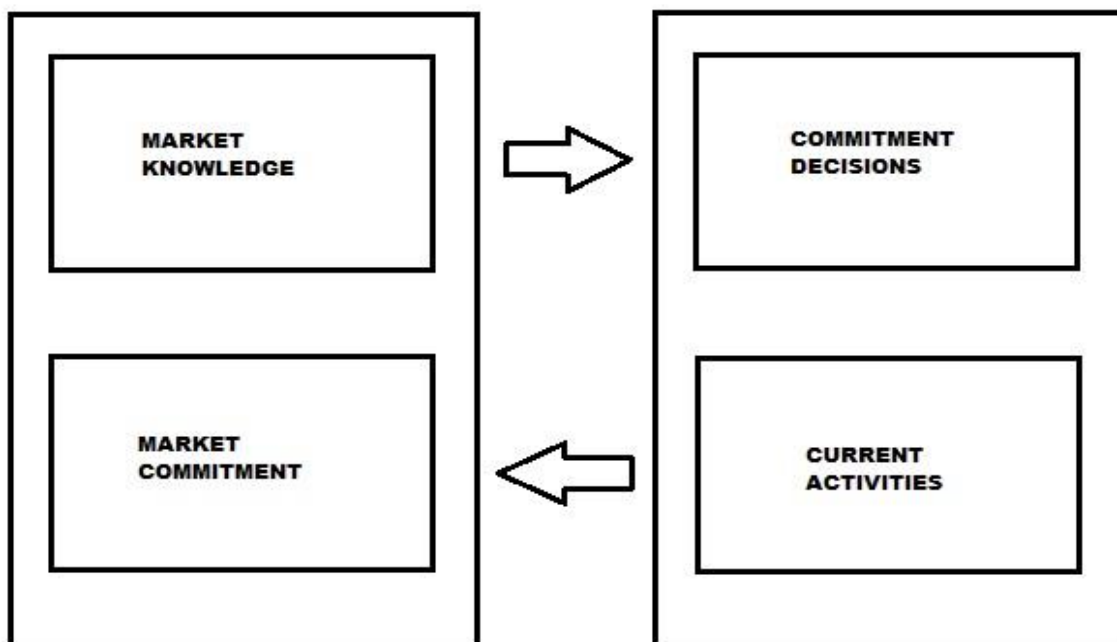 MARKET
KNOWLEDGE
COMMITMENT
DECISIONS
MARKET
COMMITMENT
CURRENT
ACTIVITIES